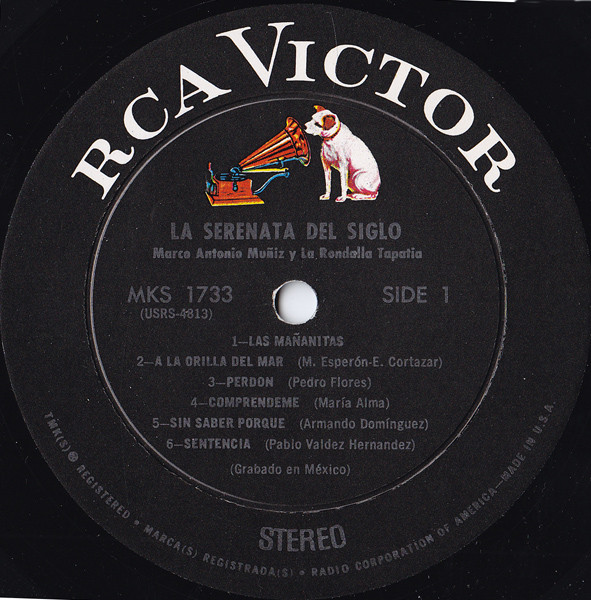 RCA VICTOR
LA SERENATA DEL SIGLO
Marco Antonio Muñiz y La Rondalla Tapatia
MKS 1733 SIDE 1
(USRS-4813)
1—LAS MAÑANITAS
2—A LA ORILLA DEL MAR (M. Esperón-E. Cortazar)
3—PERDON (Pedro Flores)
4—COMPRENDEME (María Alma)
5—SIN SABER PORQUE (Armando Domínguez)
6—SENTENCIA (Pablo Valdez Hernandez)
(Grabado en México)
STEREO
TMK(S) ® REGISTERED • MARCA(S) REGISTRADA(S) • RADIO CORPORATION OF AMERICA—MADE IN U.S.A.